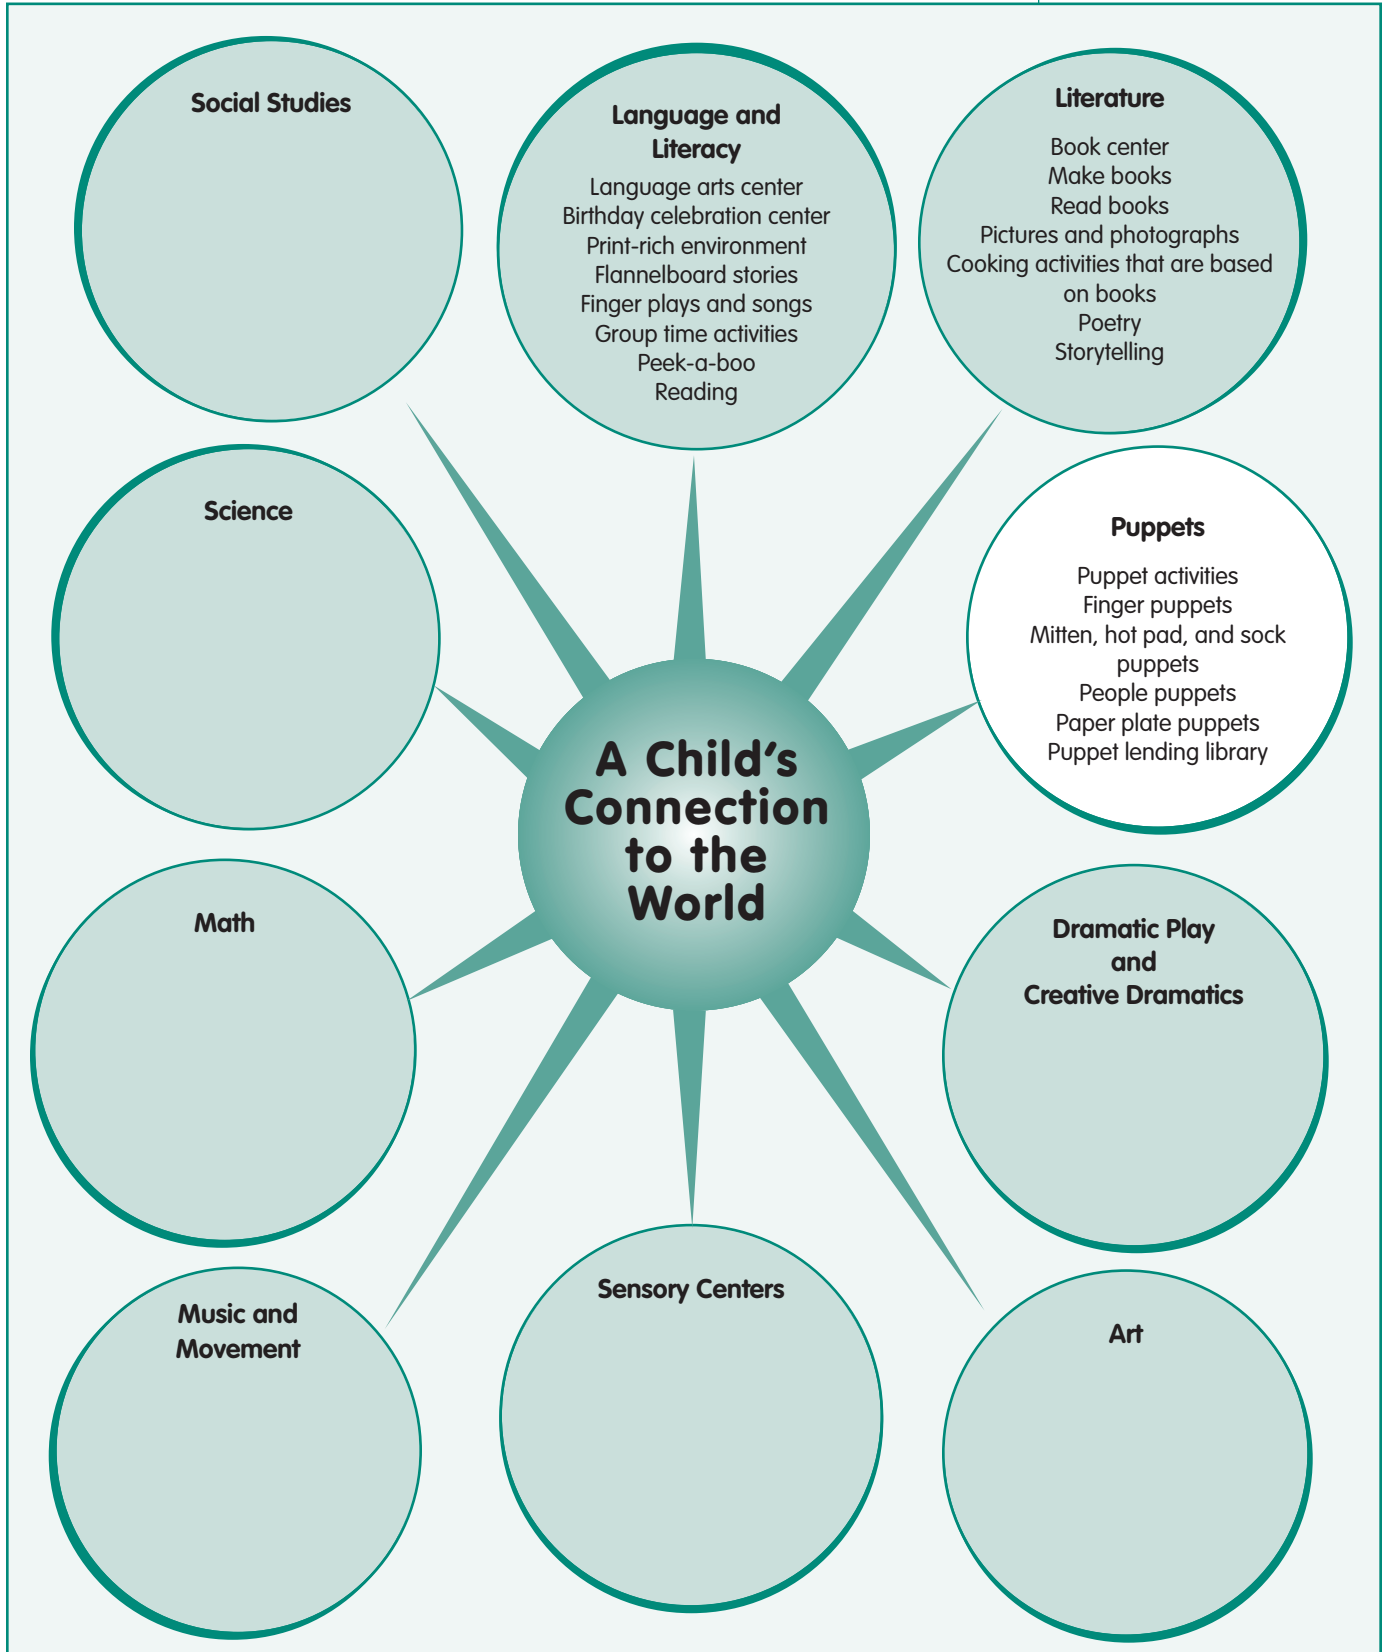 Social Studies
Language and
Literacy
Language arts center
Birthday celebration center
Print-rich environment
Flannelboard stories
Finger plays and songs
Group time activities
Peek-a-boo
Reading
Literature
Book center
Make books
Read books
Pictures and photographs
Cooking activities that are based
on books
Poetry
Storytelling
Science
Puppets
Puppet activities
Finger puppets
Mitten, hot pad, and sock
puppets
People puppets
Paper plate puppets
Puppet lending library
A Child's
Connection
to the
World
Math
Dramatic Play
and
Creative Dramatics
Music and
Movement
Sensory Centers
Art